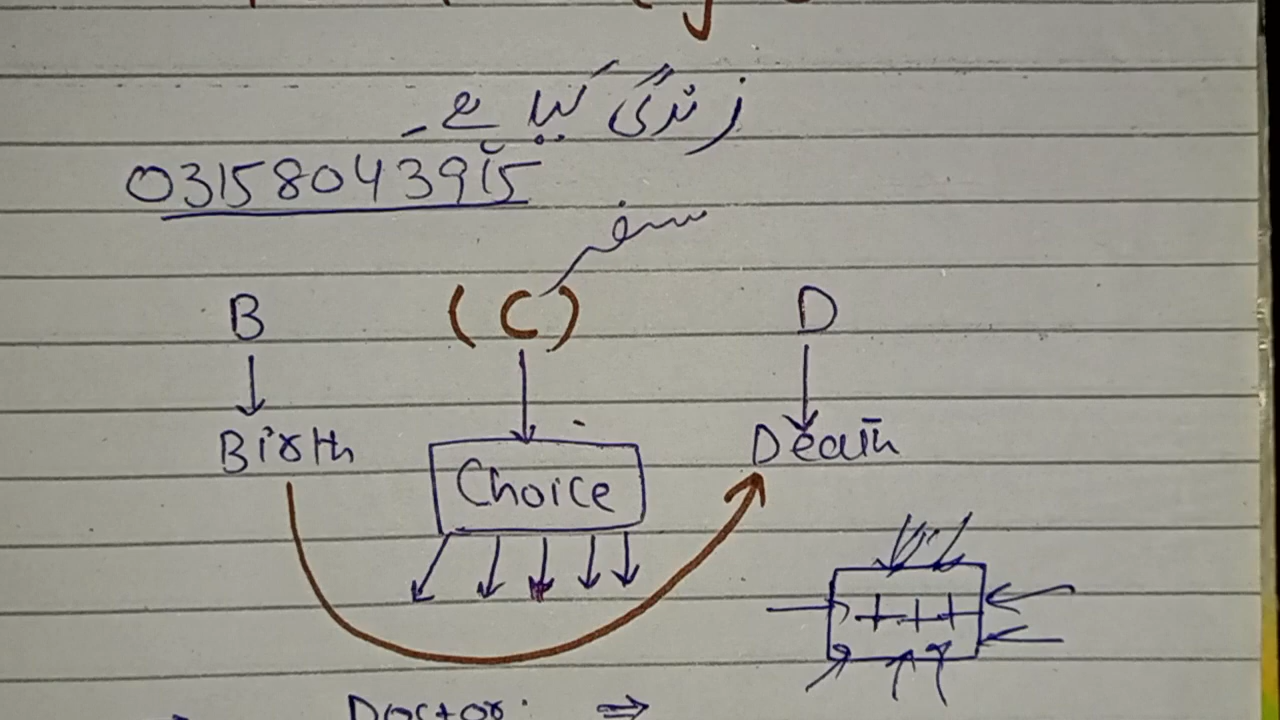 زندگی کیا ہے۔
03158043915
سفر
B (C) D
Birth Choice Death
Doctor: ⇒